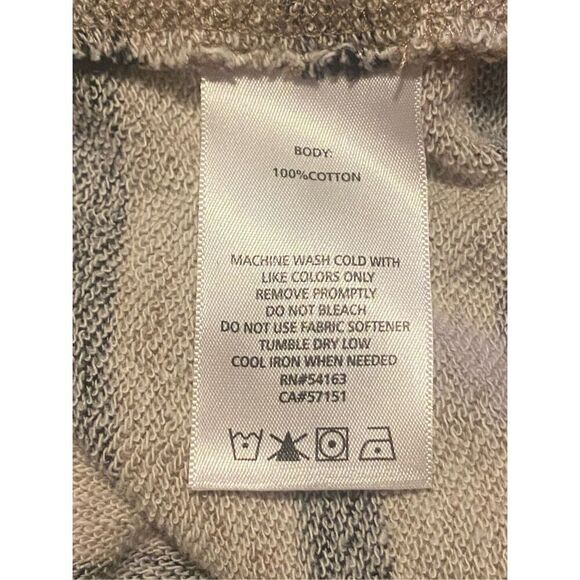 BODY:
100%COTTON
MACHINE WASH COLD WITH
LIKE COLORS ONLY
REMOVE PROMPTLY
DO NOT BLEACH
DO NOT USE FABRIC SOFTENER
TUMBLE DRY LOW
COOL IRON WHEN NEEDED
RN#54163
CA#57151